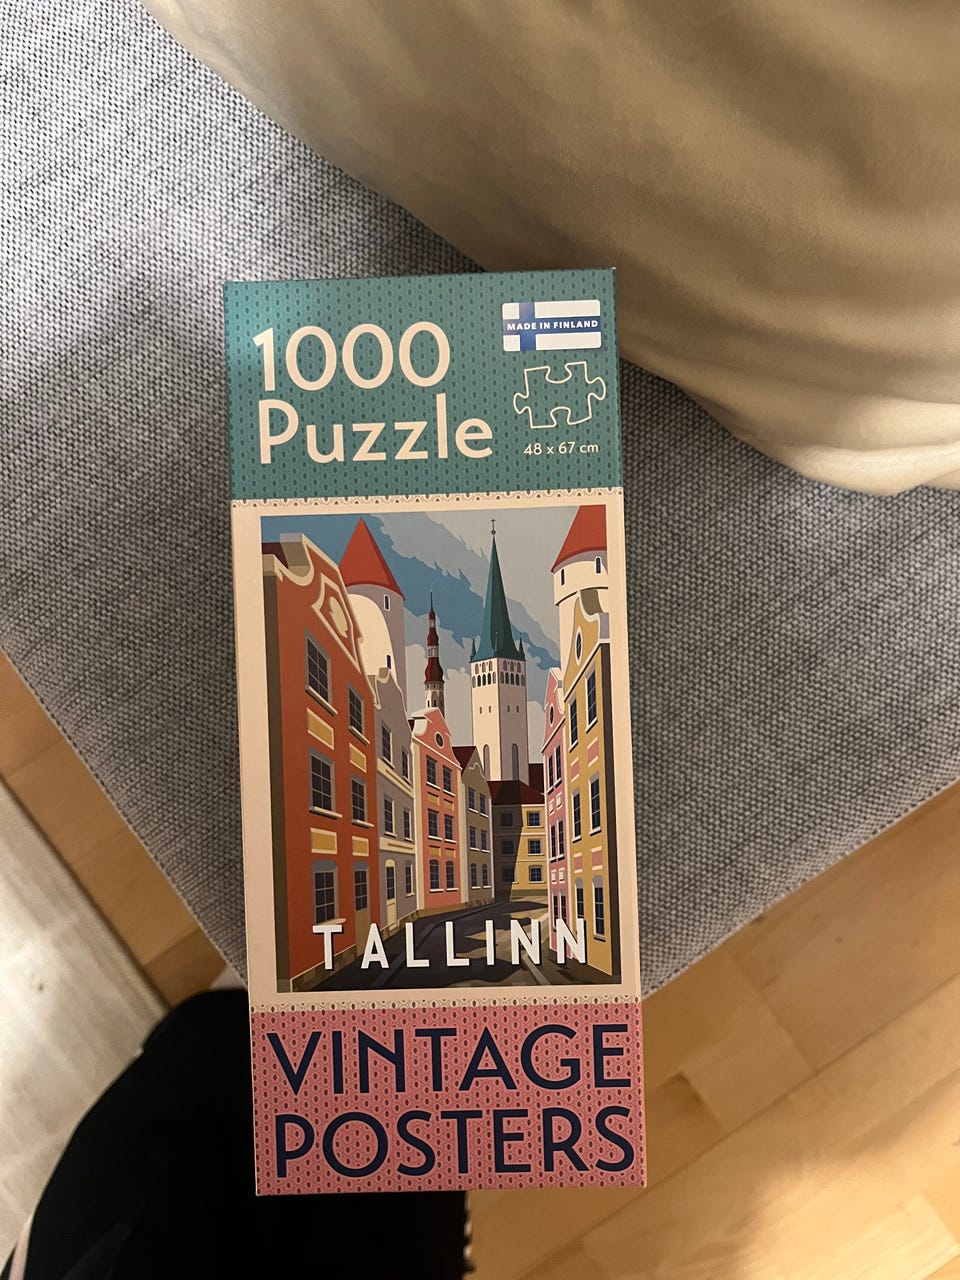 1000
Puzzle
MADE IN FINLAND
48 x 67 cm
TALLINN
VINTAGE
POSTERS